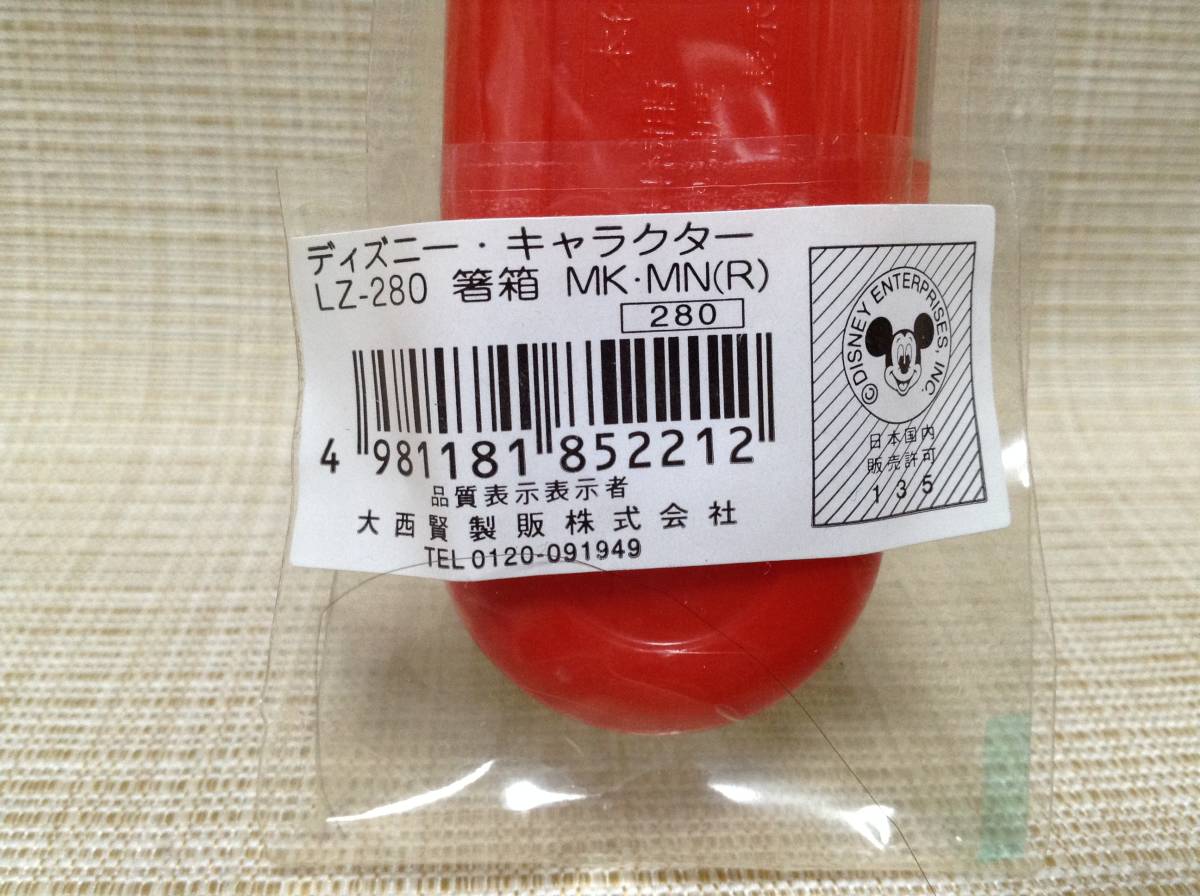 ディズニー・キャラクター
LZ-280 箸箱 MK・MN(R)
280
4 981181 852212
品質表示表示者
大西賢製販株式会社
TEL 0120-091949
©DISNEY ENTERPRISES, INC.
日本国内
販売許可
135